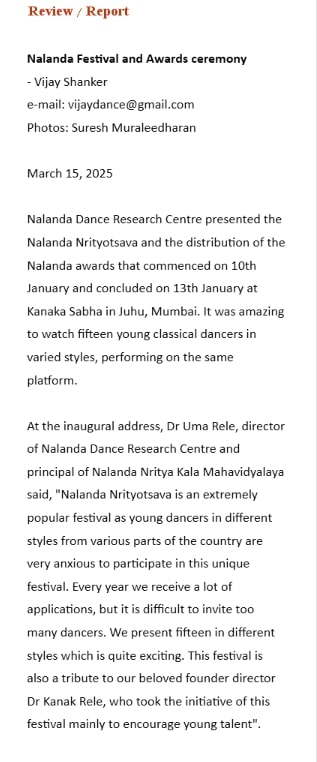 Review / Report
Nalanda Festival and Awards ceremony
- Vijay Shanker
e-mail: vijaydance@gmail.com
Photos: Suresh Muraleedharan
March 15, 2025
Nalanda Dance Research Centre presented the
Nalanda Nrityotsava and the distribution of the
Nalanda awards that commenced on 10th
January and concluded on 13th January at
Kanaka Sabha in Juhu, Mumbai. It was amazing
to watch fifteen young classical dancers in
varied styles, performing on the same
platform.
At the inaugural address, Dr Uma Rele, director
of Nalanda Dance Research Centre and
principal of Nalanda Nritya Kala Mahavidyalaya
said, "Nalanda Nrityotsava is an extremely
popular festival as young dancers in different
styles from various parts of the country are
very anxious to participate in this unique
festival. Every year we receive a lot of
applications, but it is difficult to invite too
many dancers. We present fifteen in different
styles which is quite exciting. This festival is
also a tribute to our beloved founder director
Dr Kanak Rele, who took the initiative of this
festival mainly to encourage young talent".